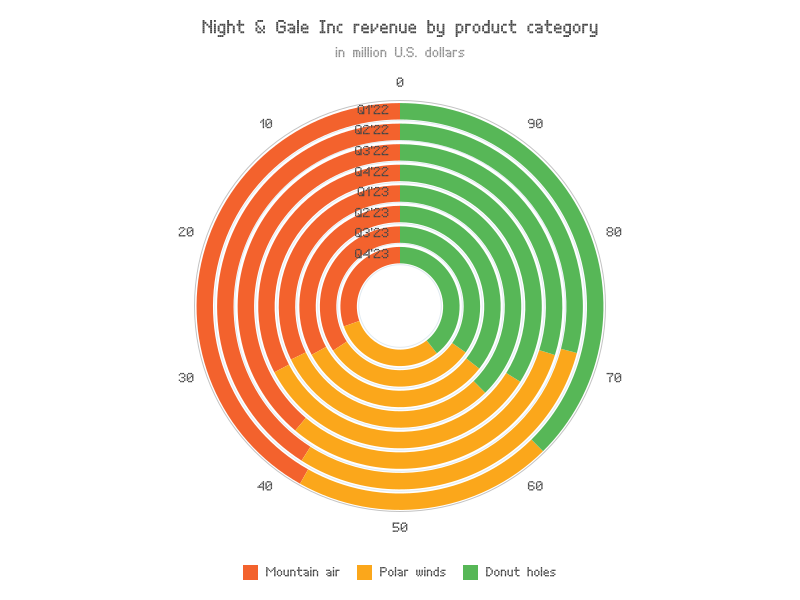 Night & Gale Inc revenue by product category
in million U.S. dollars
0
10
90
Q1'22
Q2'22
Q3'22
Q4'22
Q1'23
Q2'23
Q3'23
Q4'23
20
80
30
70
40
60
50
Mountain air
Polar winds
Donut holes